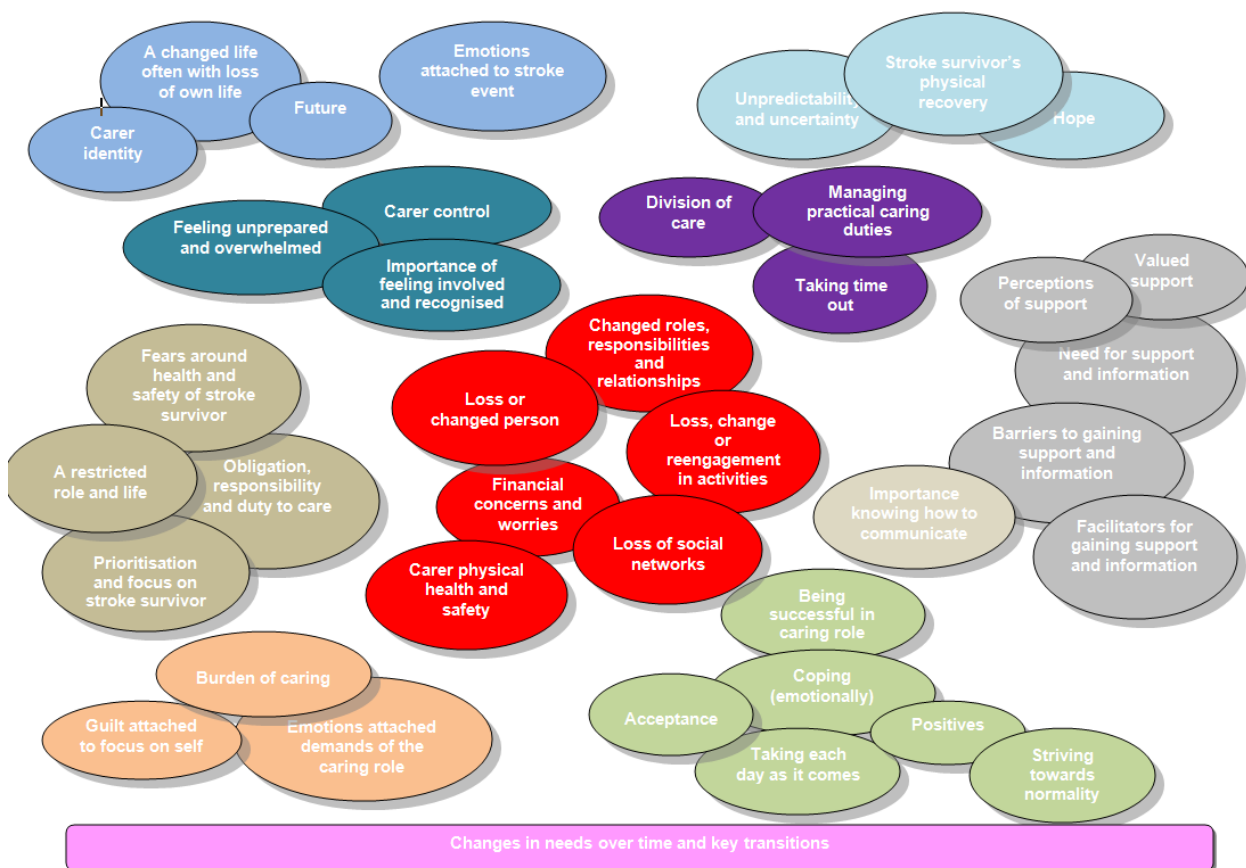 A changed life
often with loss
of own life
Future
Carer
identity
Emotions
attached to stroke
event
Unpredictability
and uncertainty
Stroke survivor's
physical
recovery
Hope
Feeling unprepared
and overwhelmed
Carer control
Importance of
feeling involved
and recognised
Division of
care
Managing
practical caring
duties
Taking time
out
Perceptions
of support
Valued
support
Need for support
and information
Barriers to gaining
support and
information
Importance
knowing how to
communicate
Facilitators for
gaining support
and information
Fears around
health and
safety of stroke
survivor
A restricted
role and life
Obligation,
responsibility
and duty to care
Prioritisation
and focus on
stroke survivor
Changed roles,
responsibilities
and
relationships
Loss or
changed person
Loss, change
or
reengagement
in activities
Financial
concerns and
worries
Loss of social
networks
Carer physical
health and
safety
Being
successful in
caring role
Coping
(emotionally)
Acceptance
Positives
Taking each
day as it comes
Striving
towards
normality
Burden of caring
Guilt attached
to focus on self
Emotions attached
demands of the
caring role
Changes in needs over time and key transitions